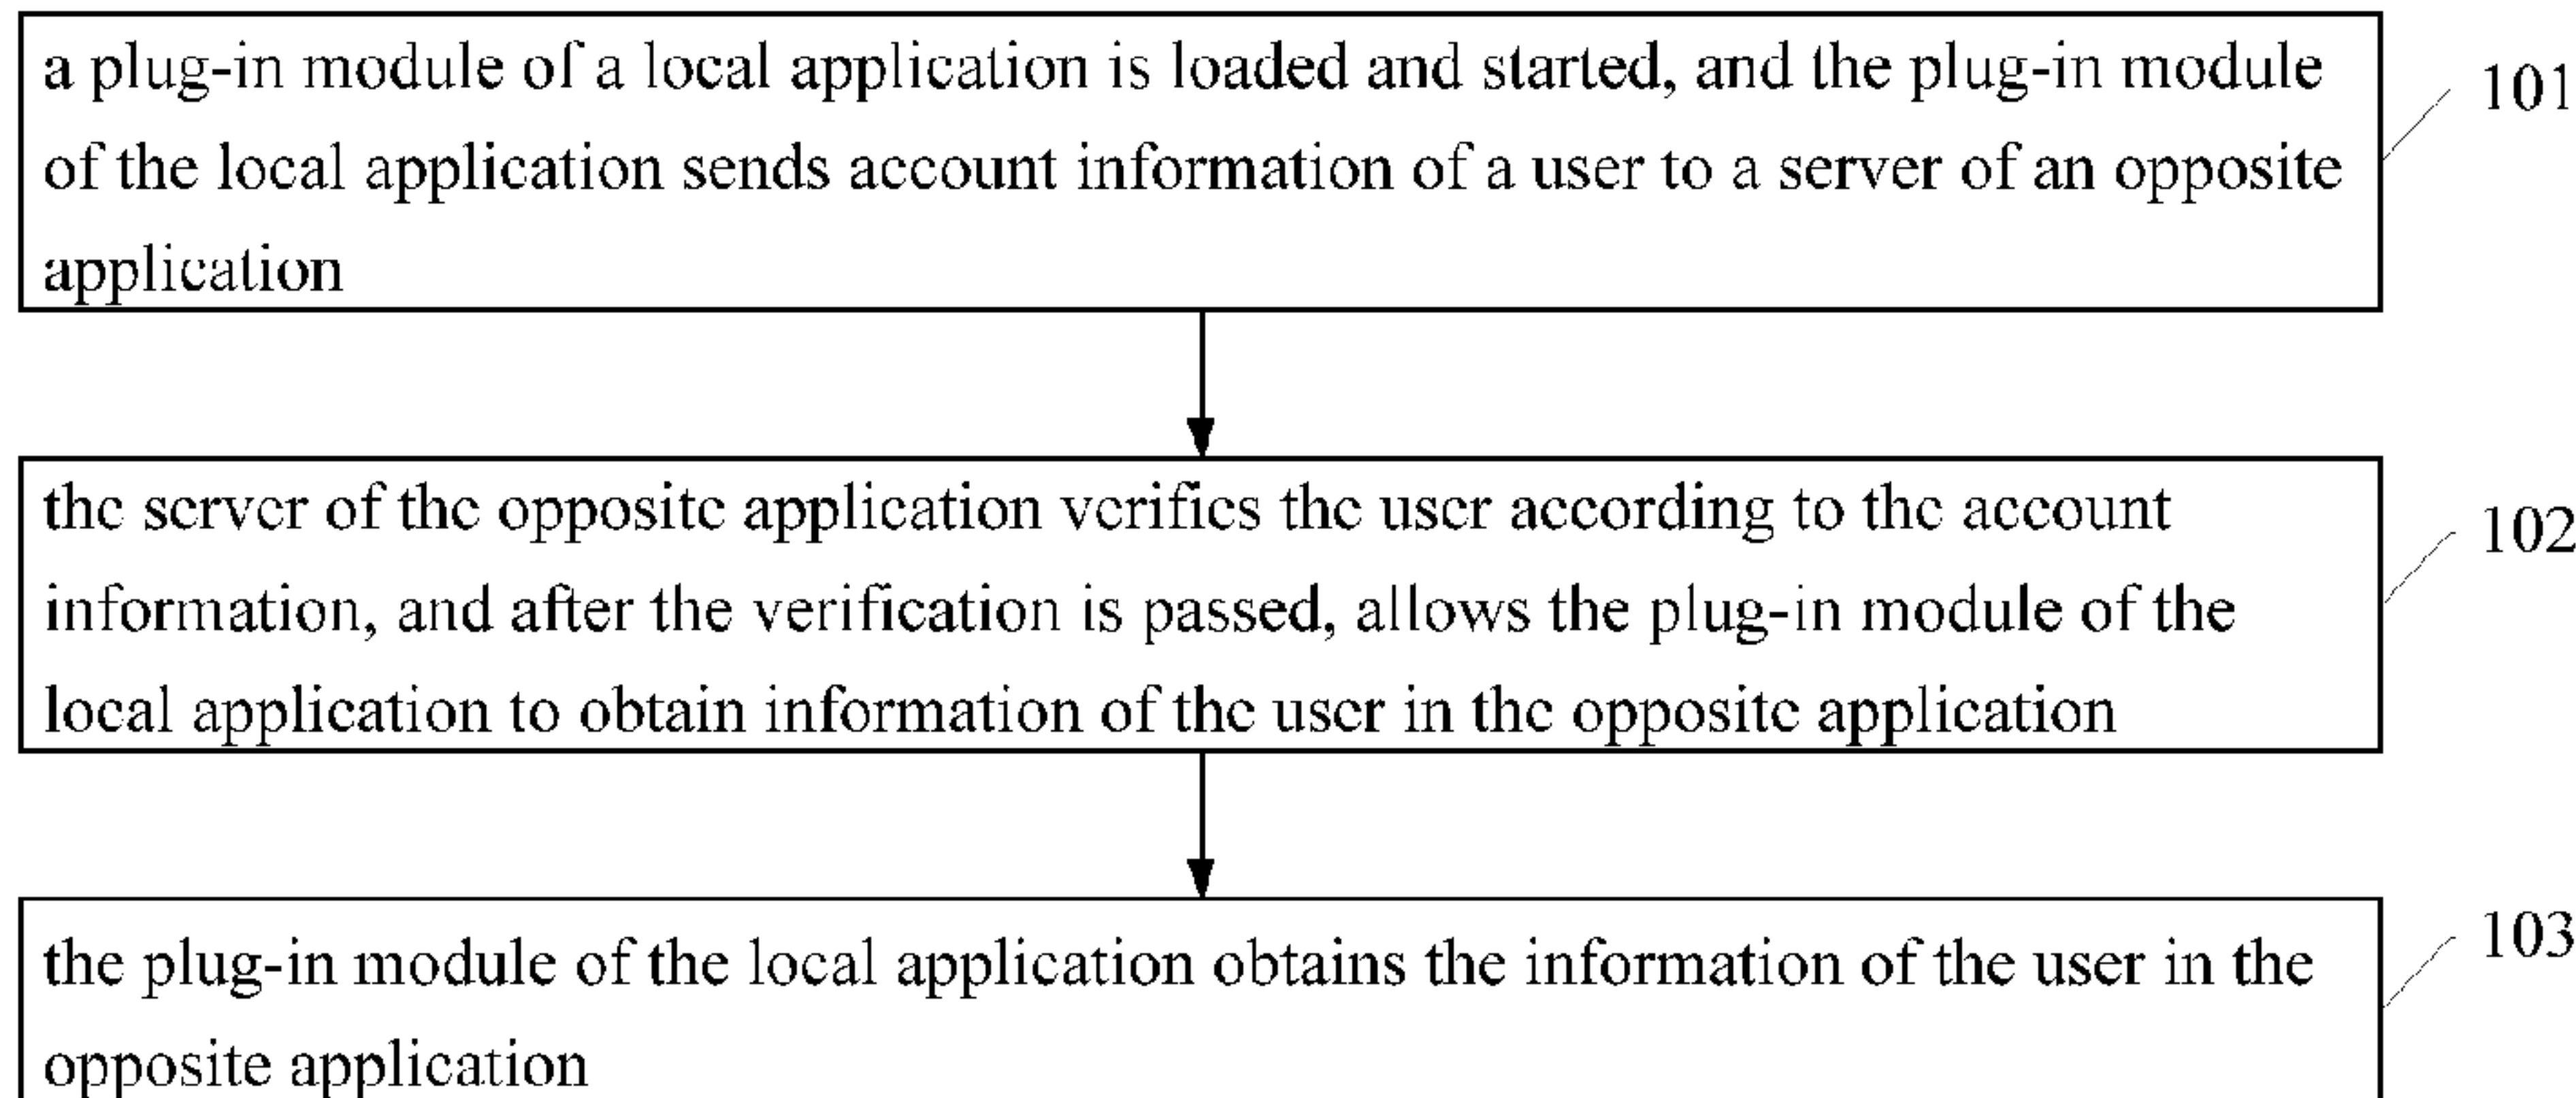 a plug-in module of a local application is loaded and started, and the plug-in module
of the local application sends account information of a user to a server of an opposite
application
101
the server of the opposite application verifies the user according to the account
information, and after the verification is passed, allows the plug-in module of the
local application to obtain information of the user in the opposite application
102
the plug-in module of the local application obtains the information of the user in the
opposite application
103